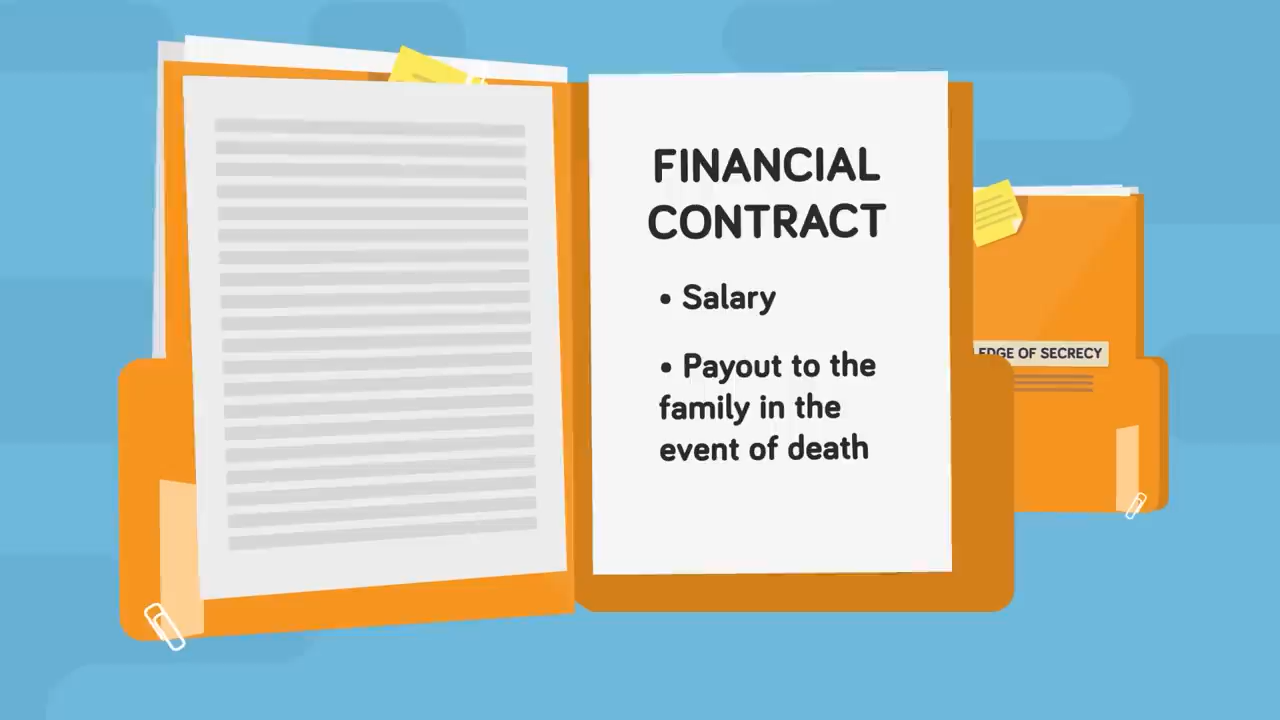 FINANCIAL
CONTRACT
• Salary
• Payout to the
family in the
event of death
EDGE OF SECRECY